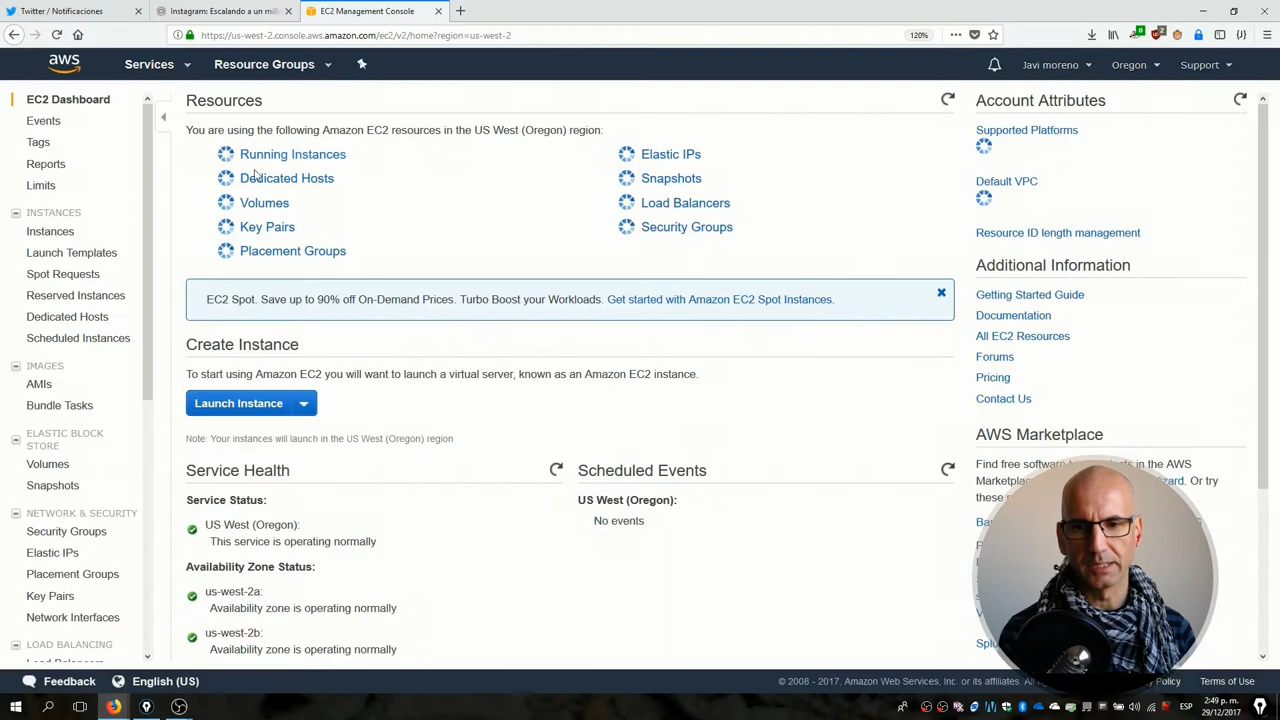 Twitter / Notificaciones
Instagram: Escalando a un mill
EC2 Management Console
https://us-west-2.console.aws.amazon.com/ec2/v2/home?region=us-west-2
120%
aws
Services
Resource Groups
Javi moreno
Oregon
Support
EC2 Dashboard
Events
Tags
Reports
Limits
INSTANCES
Instances
Launch Templates
Spot Requests
Reserved Instances
Dedicated Hosts
Scheduled Instances
IMAGES
AMIs
Bundle Tasks
ELASTIC BLOCK
STORE
Volumes
Snapshots
NETWORK & SECURITY
Security Groups
Elastic IPs
Placement Groups
Key Pairs
Network Interfaces
LOAD BALANCING
Load Balancers
Resources
You are using the following Amazon EC2 resources in the US West (Oregon) region:
Running Instances
Dedicated Hosts
Volumes
Key Pairs
Placement Groups
Elastic IPs
Snapshots
Load Balancers
Security Groups
EC2 Spot. Save up to 90% off On-Demand Prices. Turbo Boost your Workloads. Get started with Amazon EC2 Spot Instances.
Create Instance
To start using Amazon EC2 you will want to launch a virtual server, known as an Amazon EC2 instance.
Launch Instance
Note: Your instances will launch in the US West (Oregon) region
Service Health
Service Status:
US West (Oregon):
This service is operating normally
Availability Zone Status:
us-west-2a:
Availability zone is operating normally
us-west-2b:
Availability zone is operating normally
Scheduled Events
US West (Oregon):
No events
Account Attributes
Supported Platforms
Default VPC
Resource ID length management
Additional Information
Getting Started Guide
Documentation
All EC2 Resources
Forums
Pricing
Contact Us
AWS Marketplace
Find free software
in the AWS
Marketplace
. Or try
these
Feedback
English (US)
© 2008 - 2017, Amazon Web Services, Inc. or its affiliates.
Policy
Terms of Use
ESP
2:49 p. m.
29/12/2017